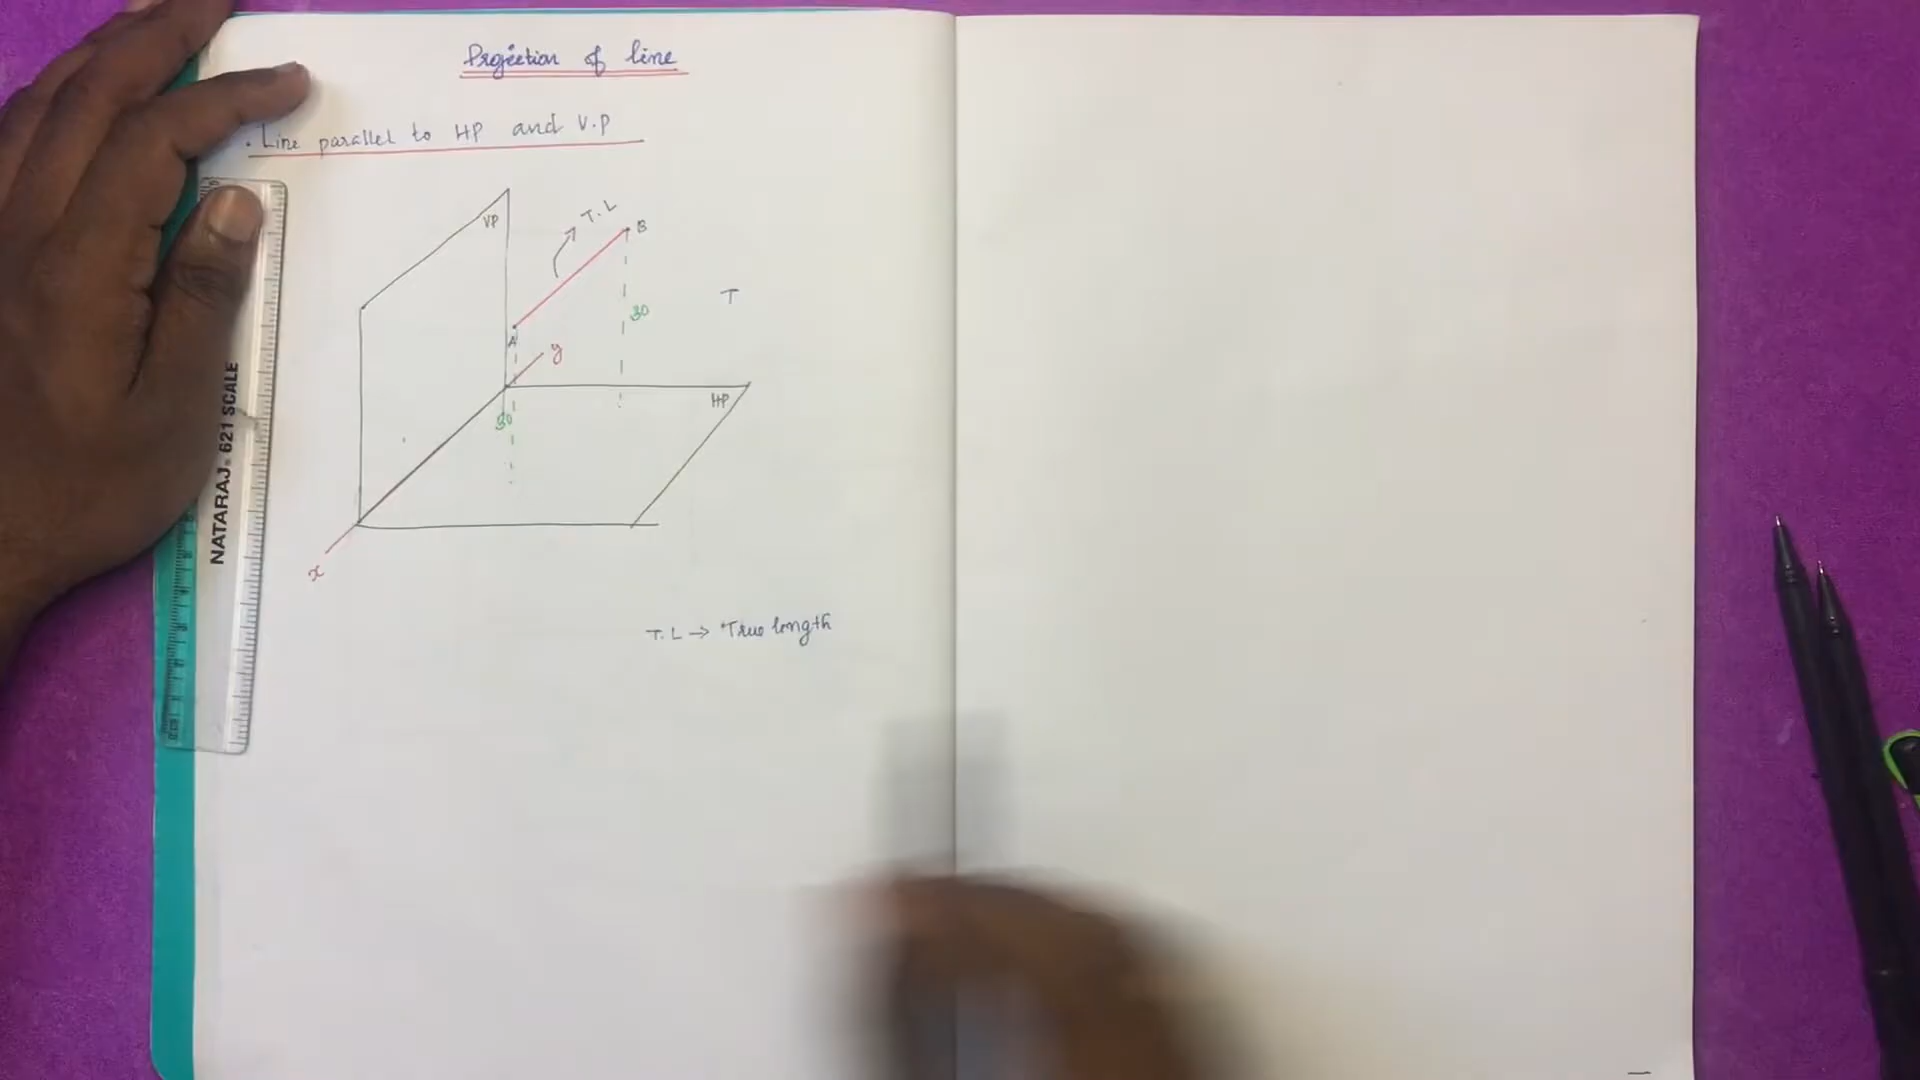 Projection of line
. Line parallel to HP and V.P
VP
T.L
B
30
T
A
y
HP
30
x
T.L → True length
NATARAJ 621 SCALE